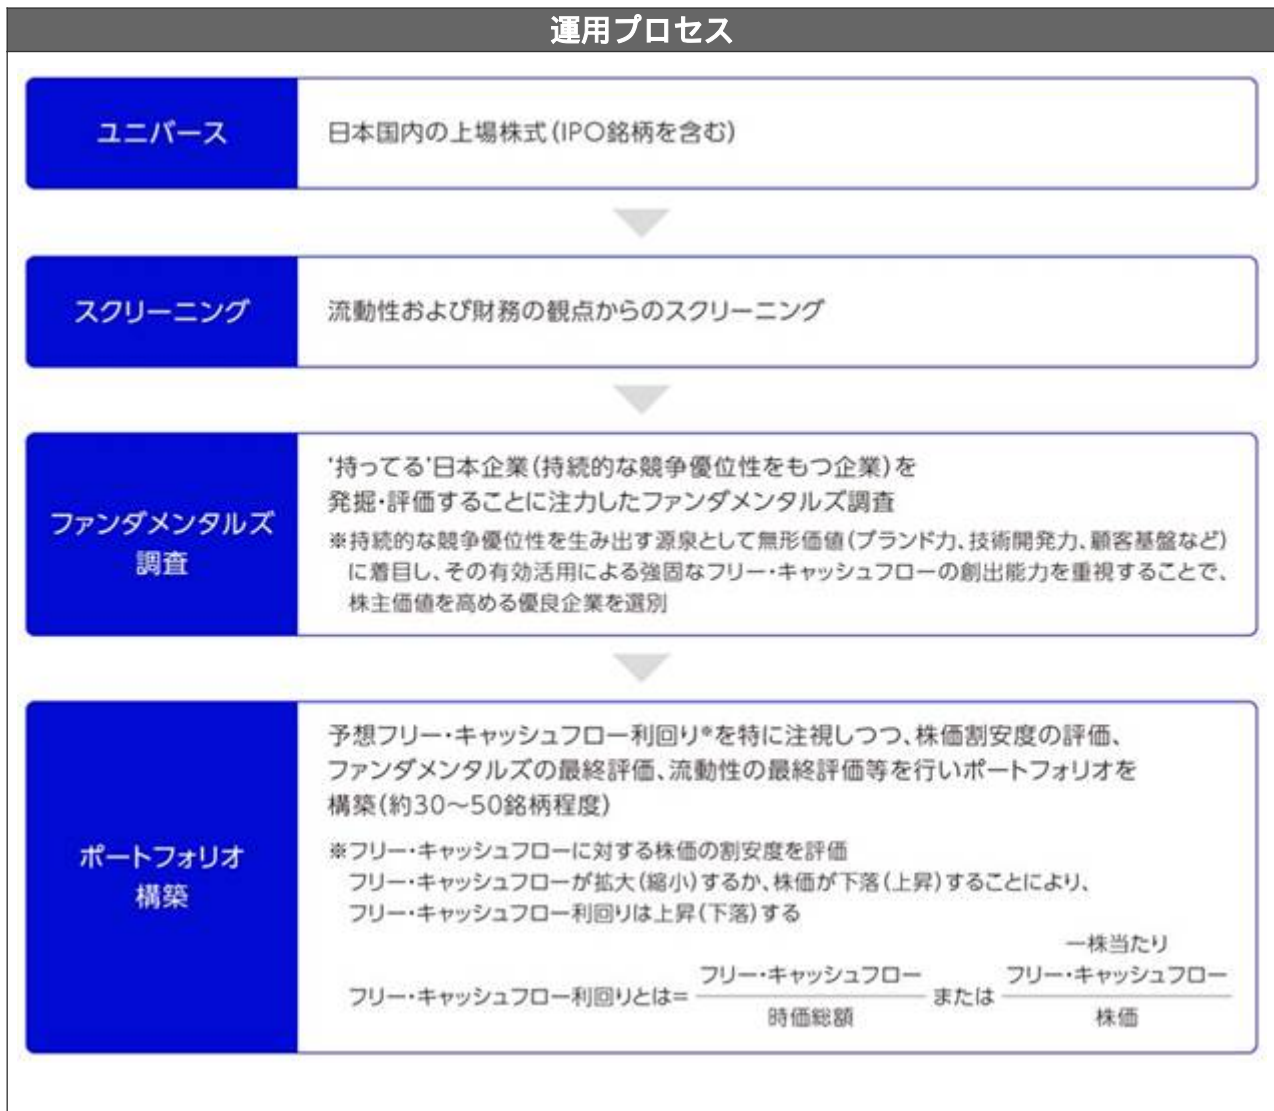 運用プロセス
ユニバース
日本国内の上場株式(IPO銘柄を含む)
スクリーニング
流動性および財務の観点からのスクリーニング
ファンダメンタルズ
調査
‘持ってる’日本企業(持続的な競争優位性をもつ企業)を
発掘・評価することに注力したファンダメンタルズ調査
※持続的な競争優位性を生み出す源泉として無形価値(ブランド力、技術開発力、顧客基盤など)
に着目し、その有効活用による強固なフリー・キャッシュフローの創出能力を重視することで、
株主価値を高める優良企業を選別
ポートフォリオ
構築
予想フリー・キャッシュフロー利回り※を特に注視しつつ、株価割安度の評価、
ファンダメンタルズの最終評価、流動性の最終評価等を行いポートフォリオを
構築(約30～50銘柄程度)
※フリー・キャッシュフローに対する株価の割安度を評価
フリー・キャッシュフローが拡大(縮小)するか、株価が下落(上昇)することにより、
フリー・キャッシュフロー利回りは上昇(下落)する
フリー・キャッシュフロー利回りとは=
フリー・キャッシュフロー
時価総額
または
一株当たり
フリー・キャッシュフロー
株価